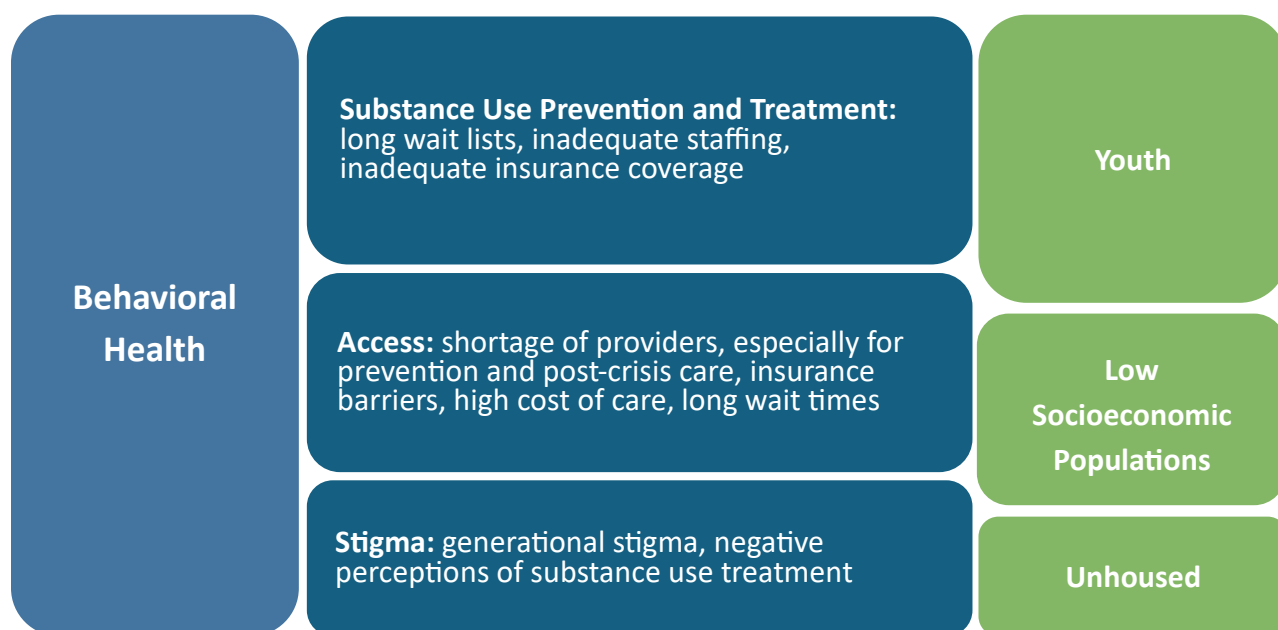 Behavioral
Health
Substance Use Prevention and Treatment:
long wait lists, inadequate staffing,
inadequate insurance coverage
Access: shortage of providers, especially for
prevention and post-crisis care, insurance
barriers, high cost of care, long wait times
Stigma: generational stigma, negative
perceptions of substance use treatment
Youth
Low
Socioeconomic
Populations
Unhoused